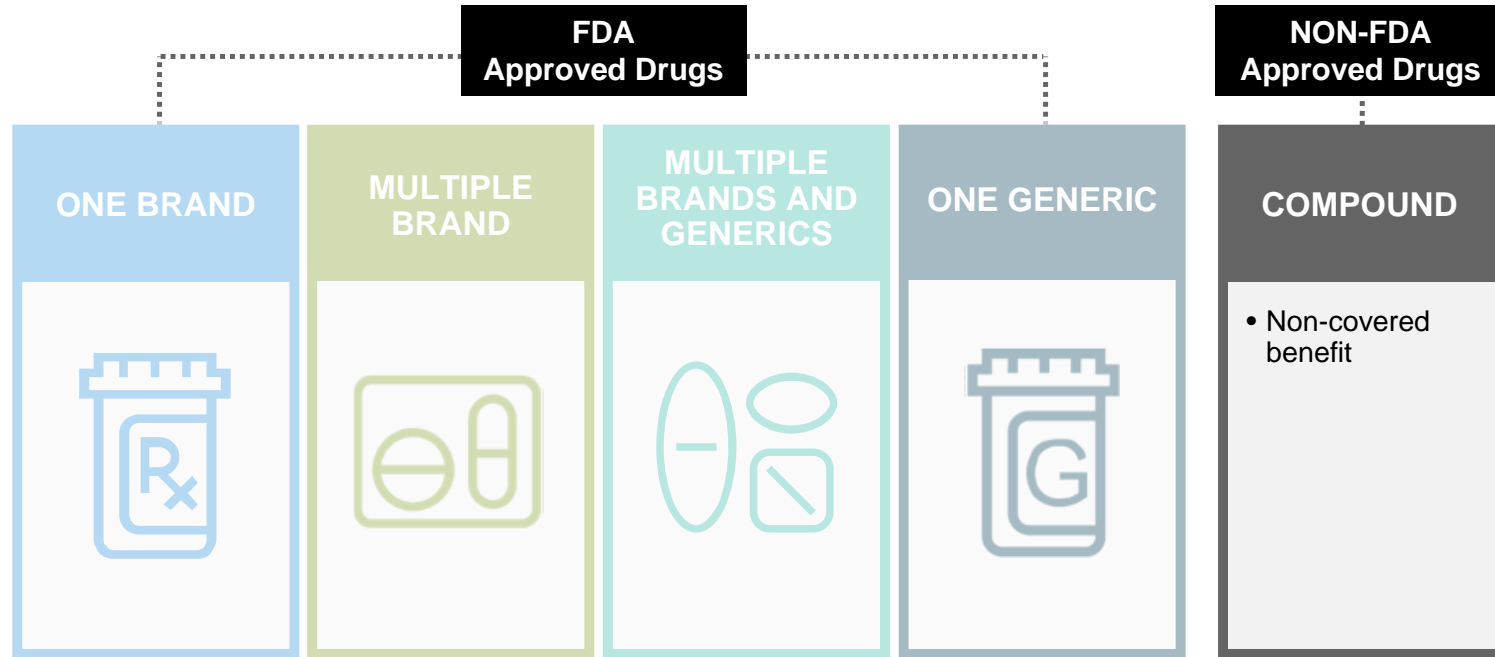 FDA
Approved Drugs
NON-FDA
Approved Drugs
ONE BRAND
MULTIPLE
BRAND
MULTIPLE
BRANDS AND
GENERICS
ONE GENERIC
COMPOUND
Rx
G
• Non-covered
benefit